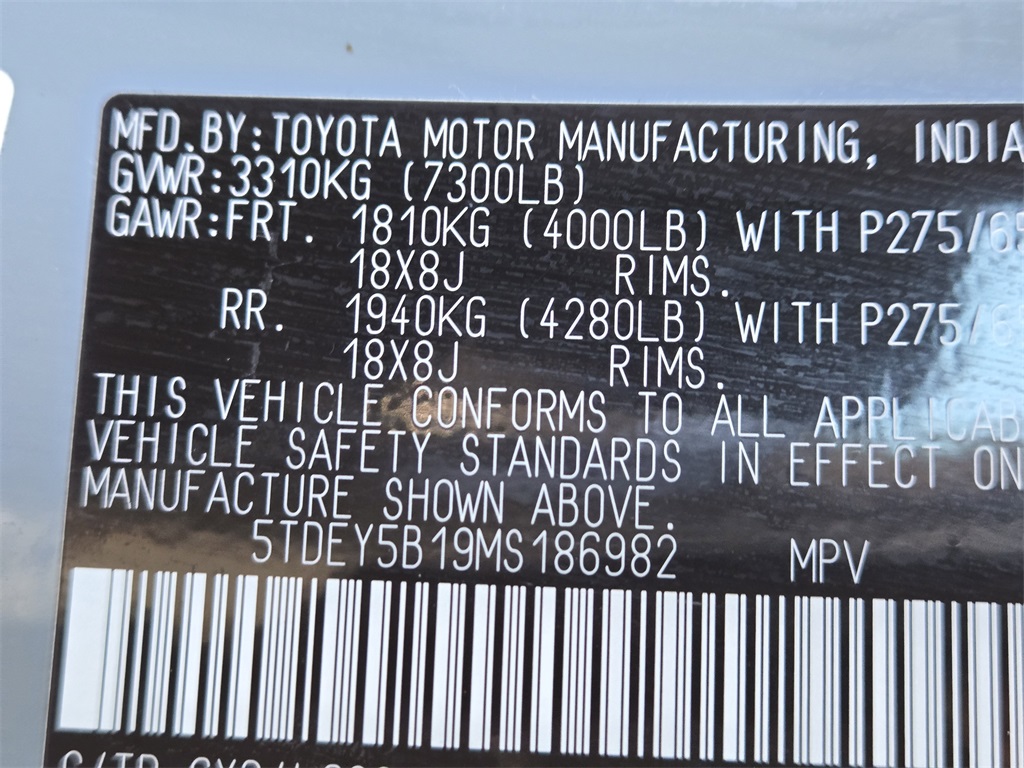 MFD.BY:TOYOTA MOTOR MANUFACTURING, INDIA
GVWR:3310KG (7300LB)
GAWR:FRT. 1810KG (4000LB) WITH P275/65
18X8J RIMS.
RR. 1940KG (4280LB) WITH P275/6
18X8J RIMS.
THIS VEHICLE CONFORMS TO ALL APPLICAB
VEHICLE SAFETY STANDARDS IN EFFECT ON
MANUFACTURE SHOWN ABOVE.
5TDEY5B19MS186982 MPV
C/TR